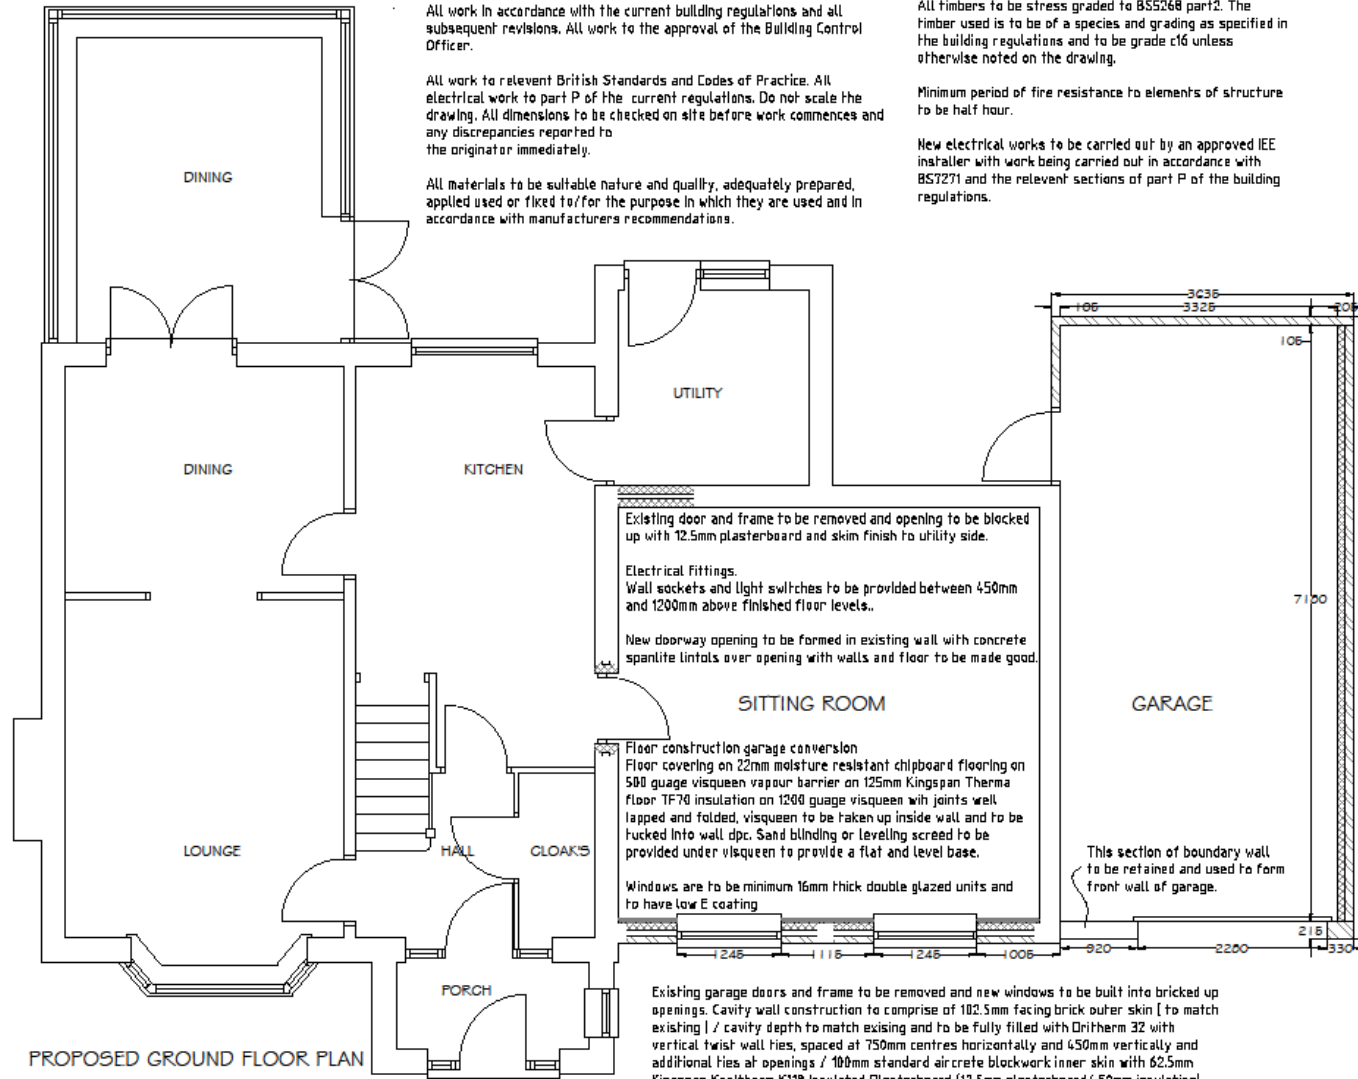 All work in accordance with the current building regulations and all
subsequent revisions. All work to the approval of the Building Control
Officer.
All work to relevent British Standards and Codes of Practice. All
electrical work to part P of the current regulations. Do not scale the
drawing. All dimensions to be checked on site before work commences and
any discrepancies reported to
the originator immediately.
All materials to be suitable nature and quality, adequately prepared,
applied used or fixed to/for the purpose in which they are used and in
accordance with manufacturers recommendations.
All timbers to be stress graded to BS5268 part2. The
timber used is to be of a species and grading as specified in
the building regulations and to be grade c16 unless
otherwise noted on the drawing.
Minimum period of fire resistance to elements of structure
to be half hour.
New electrical works to be carried out by an approved IEE
installer with work being carried out in accordance with
BS7271 and the relevent sections of part P of the building
regulations.
DINING
3635
105 3325 205
105
UTILITY
DINING
KITCHEN
Existing door and frame to be removed and opening to be blocked
up with 12.5mm plasterboard and skim finish to utility side.
Electrical Fittings.
Wall sockets and light switches to be provided between 450mm
and 1200mm above finished floor levels..
New doorway opening to be formed in existing wall with concrete
spanlite lintols over opening with walls and floor to be made good.
7100
SITTING ROOM
GARAGE
Floor construction garage conversion
Floor covering on 22mm moisture resistant chipboard flooring on
500 guage visqueen vapour barrier on 125mm Kingspan Therma
floor TF70 insulation on 1200 guage visqueen wih joints well
lapped and folded, visqueen to be taken up inside wall and to be
tucked into wall dpc. Sand blinding or leveling screed to be
provided under visqueen to provide a flat and level base.
Windows are to be minimum 16mm thick double glazed units and
to have low E coating
LOUNGE
HALL
CLOAK'S
This section of boundary wall
to be retained and used to form
front wall of garage.
215
1245 1115 1245 1005 920 2280 330
PORCH
Existing garage doors and frame to be removed and new windows to be built into bricked up
openings. Cavity wall construction to comprise of 102.5mm facing brick outer skin [ to match
existing ] / cavity depth to match exising and to be fully filled with Dritherm 32 with
vertical twist wall ties, spaced at 750mm centres horizontally and 450mm vertically and
additional ties at openings / 100mm standard aircrete blockwork inner skin with 62.5mm
PROPOSED GROUND FLOOR PLAN